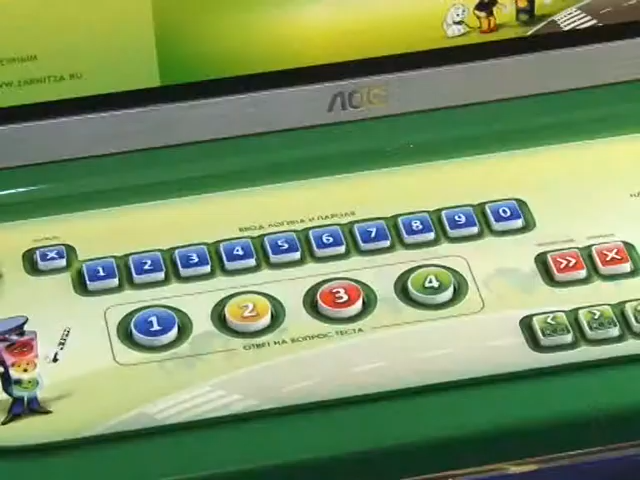 WWW.ZARNITZA.RU
AOC
ВВОД ЛОГИНА И ПАРОЛЯ
X 1 2 3 4 5 6 7 8 9 0
>> X
1 2 3 4
ОТВЕТ НА ВОПРОС ТЕСТА
< >